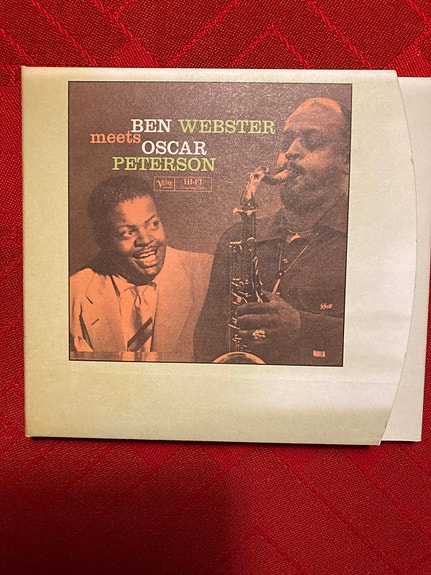 BEN WEBSTER
meets OSCAR
PETERSON
VERVE HI-FI